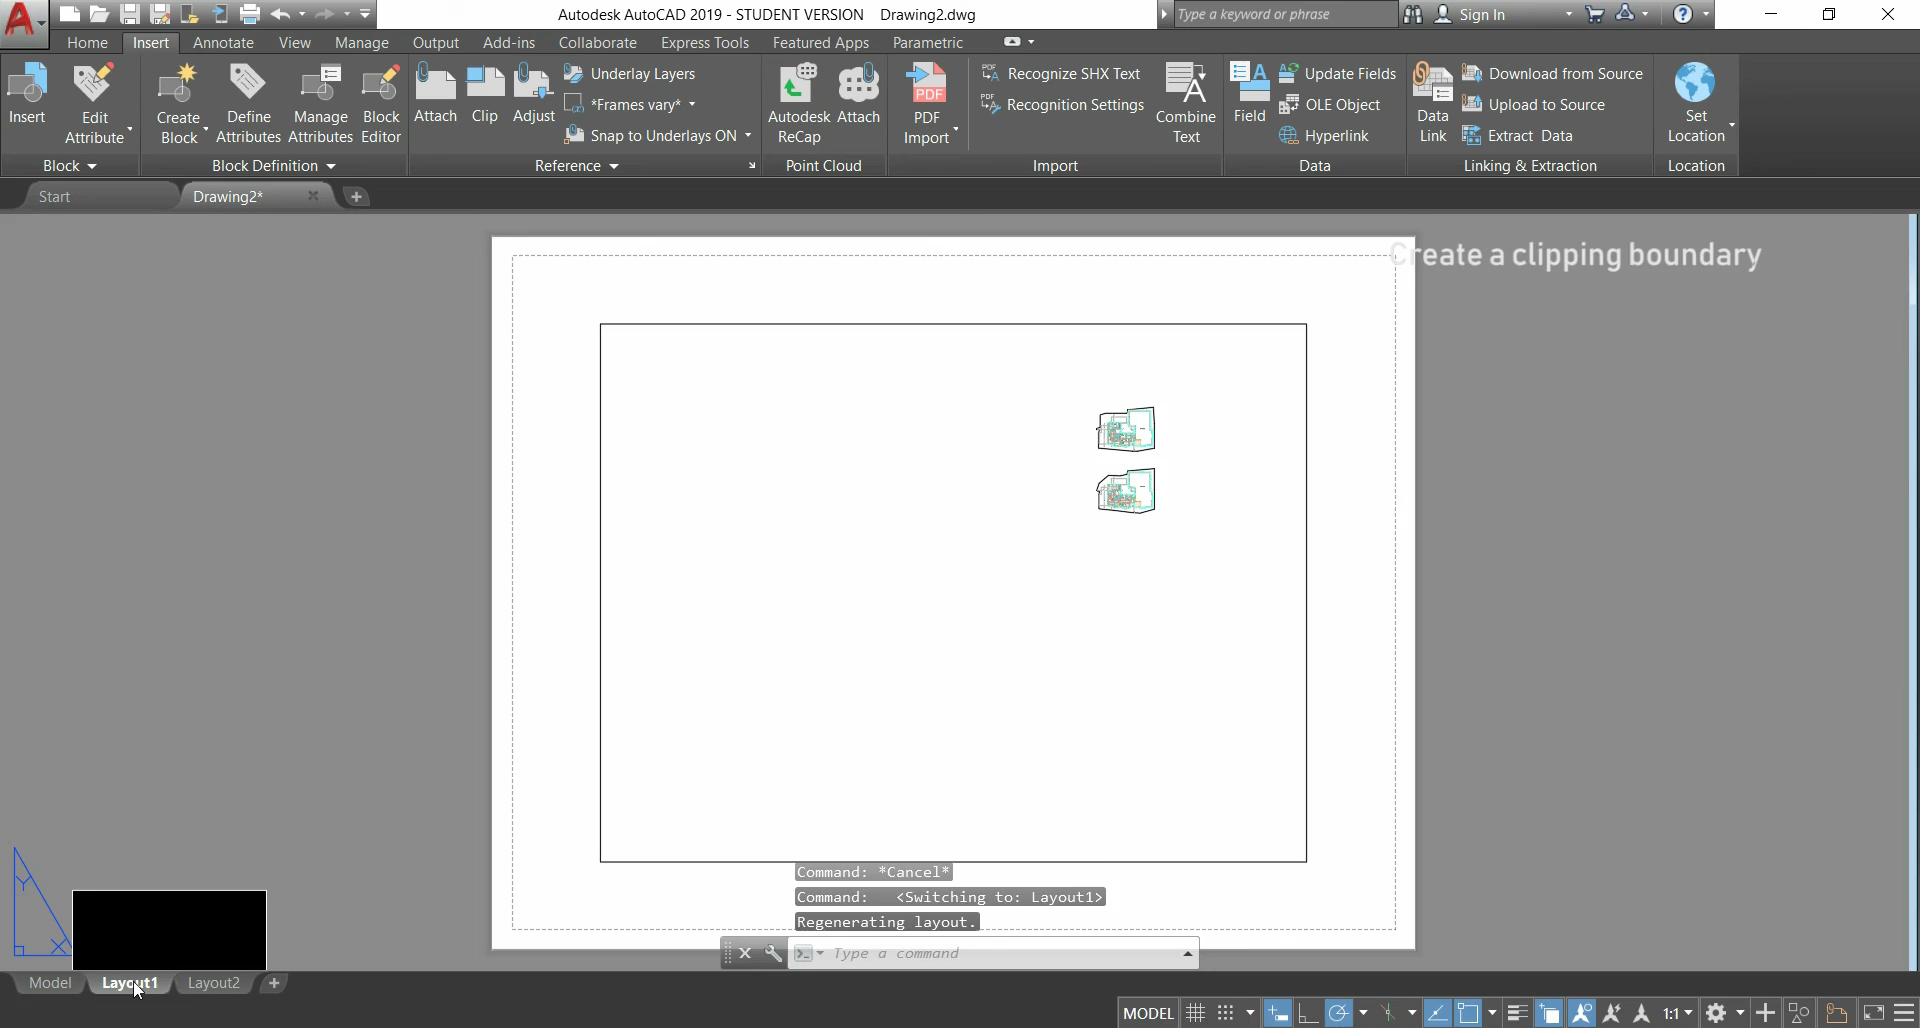 Autodesk AutoCAD 2019 - STUDENT VERSION Drawing2.dwg
Type a keyword or phrase
Sign In
Home Insert Annotate View Manage Output Add-ins Collaborate Express Tools Featured Apps Parametric
Insert
Edit
Attribute
Block
Create
Block
Define
Attributes
Manage
Attributes
Block
Editor
Block Definition
Attach
Clip
Adjust
Underlay Layers
*Frames vary*
Snap to Underlays ON
Reference
Autodesk
ReCap
Attach
Point Cloud
PDF
PDF
Import
PDF
Recognize SHX Text
PDF
Recognition Settings
Combine
Text
Import
Field
Update Fields
OLE Object
Hyperlink
Data
Data
Link
Download from Source
Upload to Source
Extract Data
Linking & Extraction
Set
Location
Location
Start
Drawing2*
Create a clipping boundary
Y
X
Command: *Cancel*
Command: <Switching to: Layout1>
Regenerating layout.
Type a command
Model Layout1 Layout2
MODEL
1:1